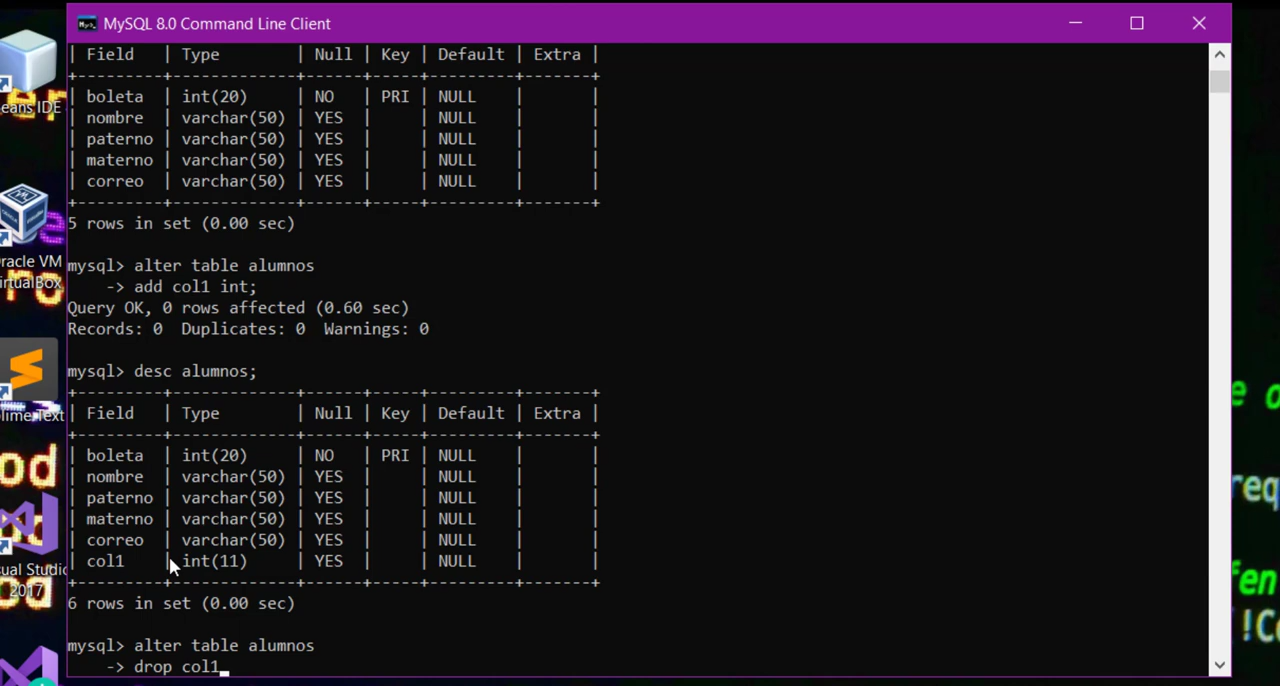 MySQL 8.0 Command Line Client
| Field | Type | Null | Key | Default | Extra |
+---------+-------------+------+-----+---------+-------+
| boleta | int(20) | NO | PRI | NULL | |
| nombre | varchar(50) | YES | | NULL | |
| paterno | varchar(50) | YES | | NULL | |
| materno | varchar(50) | YES | | NULL | |
| correo | varchar(50) | YES | | NULL | |
+---------+-------------+------+-----+---------+-------+
5 rows in set (0.00 sec)
mysql> alter table alumnos
-> add col1 int;
Query OK, 0 rows affected (0.60 sec)
Records: 0 Duplicates: 0 Warnings: 0
mysql> desc alumnos;
+---------+-------------+------+-----+---------+-------+
| Field | Type | Null | Key | Default | Extra |
+---------+-------------+------+-----+---------+-------+
| boleta | int(20) | NO | PRI | NULL | |
| nombre | varchar(50) | YES | | NULL | |
| paterno | varchar(50) | YES | | NULL | |
| materno | varchar(50) | YES | | NULL | |
| correo | varchar(50) | YES | | NULL | |
| col1 | int(11) | YES | | NULL | |
+---------+-------------+------+-----+---------+-------+
6 rows in set (0.00 sec)
mysql> alter table alumnos
-> drop col1_
eans IDE
racle VM
irtualBox
lime Text
ual Studio
2017
od
od